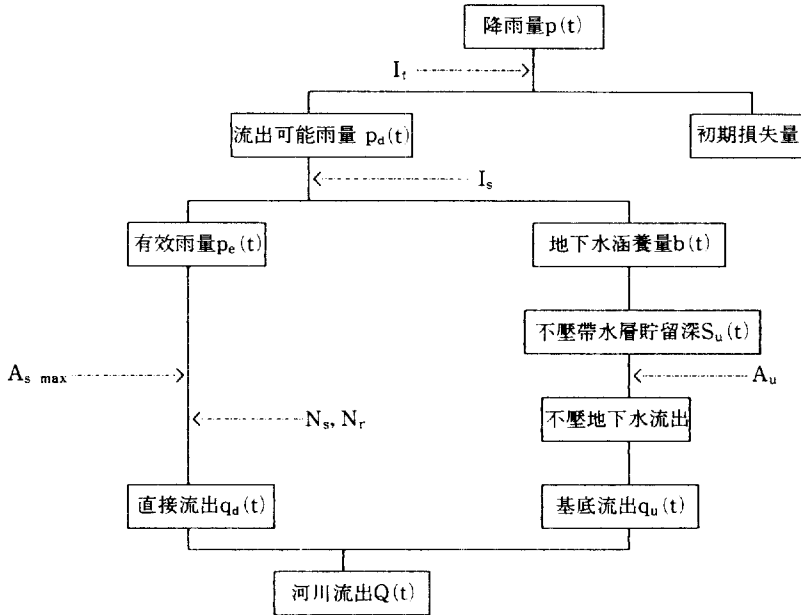 降雨量p(t)
I_t
流出可能雨量 p_d(t)
初期損失量
I_s
有效雨量p_e(t)
地下水涵養量b(t)
不壓帶水層貯留深S_u(t)
A_s max
A_u
N_s, N_r
不壓地下水流出
直接流出q_d(t)
基底流出q_u(t)
河川流出Q(t)